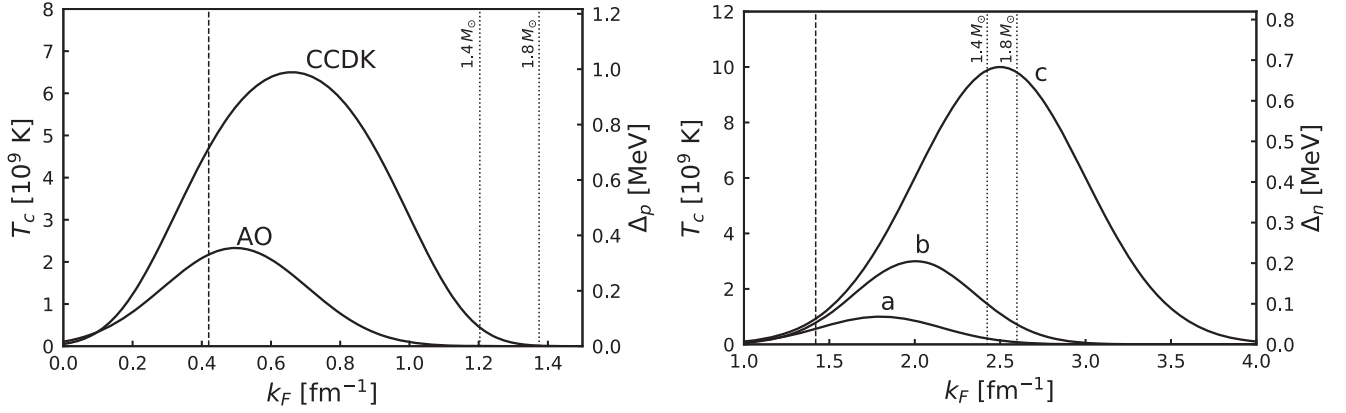 8
7
6
5
4
3
2
1
0
T_c [10^9 K]
0.0 0.2 0.4 0.6 0.8 1.0 1.2 1.4
k_F [fm^−1]
1.2
1.0
0.8
0.6
0.4
0.2
0.0
Δ_p [MeV]
CCDK
AO
1.4 M_⊙
1.8 M_⊙
12
10
8
6
4
2
0
T_c [10^9 K]
1.0 1.5 2.0 2.5 3.0 3.5 4.0
k_F [fm^−1]
0.8
0.7
0.6
0.5
0.4
0.3
0.2
0.1
0.0
Δ_n [MeV]
1.4 M_⊙
1.8 M_⊙
c
b
a